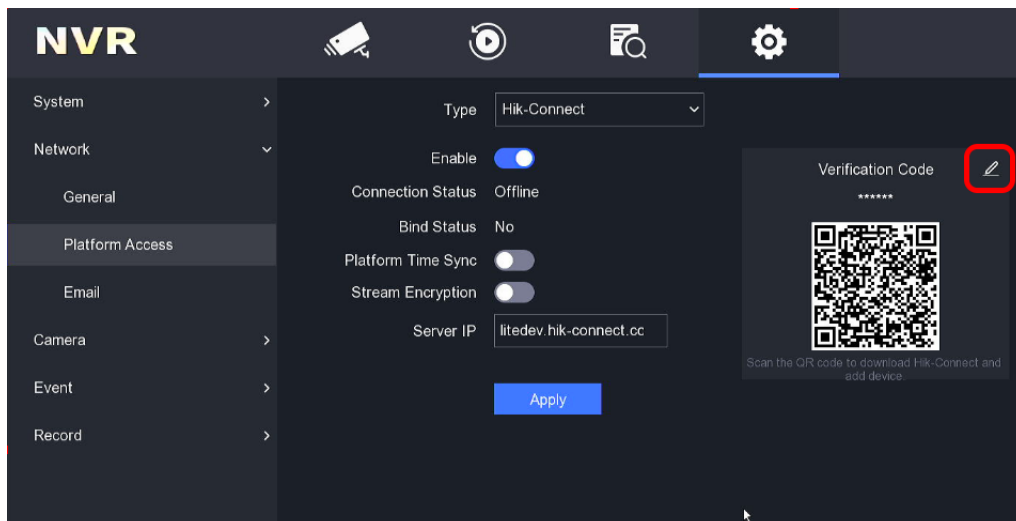 NVR
System
Network
General
Platform Access
Email
Camera
Event
Record
Type Hik-Connect
Enable
Connection Status Offline
Bind Status No
Platform Time Sync
Stream Encryption
Server IP litedev.hik-connect.cc
Apply
Verification Code
******
Scan the QR code to download Hik-Connect and
add device.